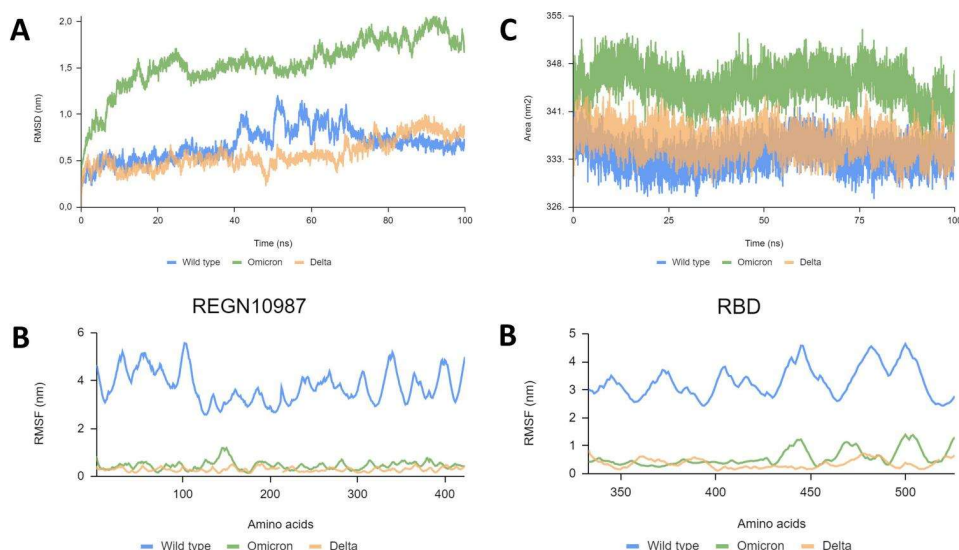 A
2,0
1,5
1,0
0,5
0,0
RMSD (nm)
0
20
40
60
80
100
Time (ns)
Wild type Omicron Delta
C
355.
348.
341.
333.
326.
Area (nm2)
0
25
50
75
100
Time (ns)
Wild type Omicron Delta
REGN10987
B
6
4
2
0
RMSF (nm)
100
200
300
400
Amino acids
Wild type Omicron Delta
RBD
B
5
4
3
2
1
0
RMSF (nm)
350
400
450
500
Amino acids
Wild type Omicron Delta